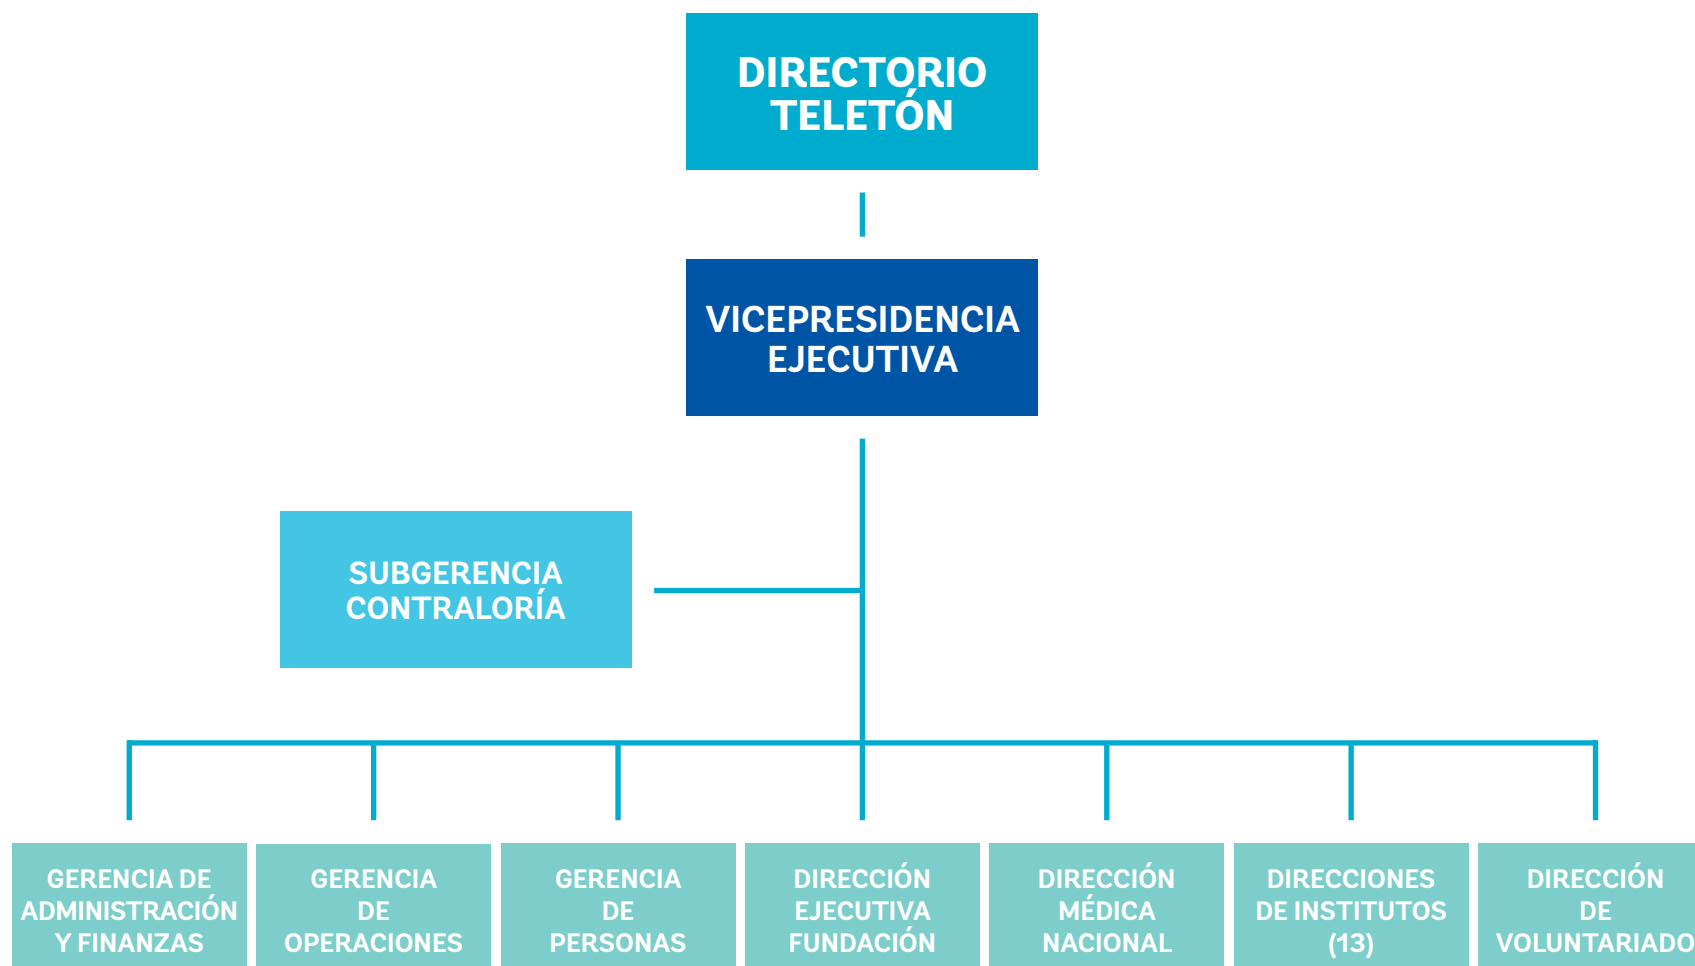 DIRECTORIO
TELETÓN
VICEPRESIDENCIA
EJECUTIVA
SUBGERENCIA
CONTRALORÍA
GERENCIA DE
ADMINISTRACIÓN
Y FINANZAS
GERENCIA
DE
OPERACIONES
GERENCIA
DE
PERSONAS
DIRECCIÓN
EJECUTIVA
FUNDACIÓN
DIRECCIÓN
MÉDICA
NACIONAL
DIRECCIONES
DE INSTITUTOS
(13)
DIRECCIÓN
DE
VOLUNTARIADO